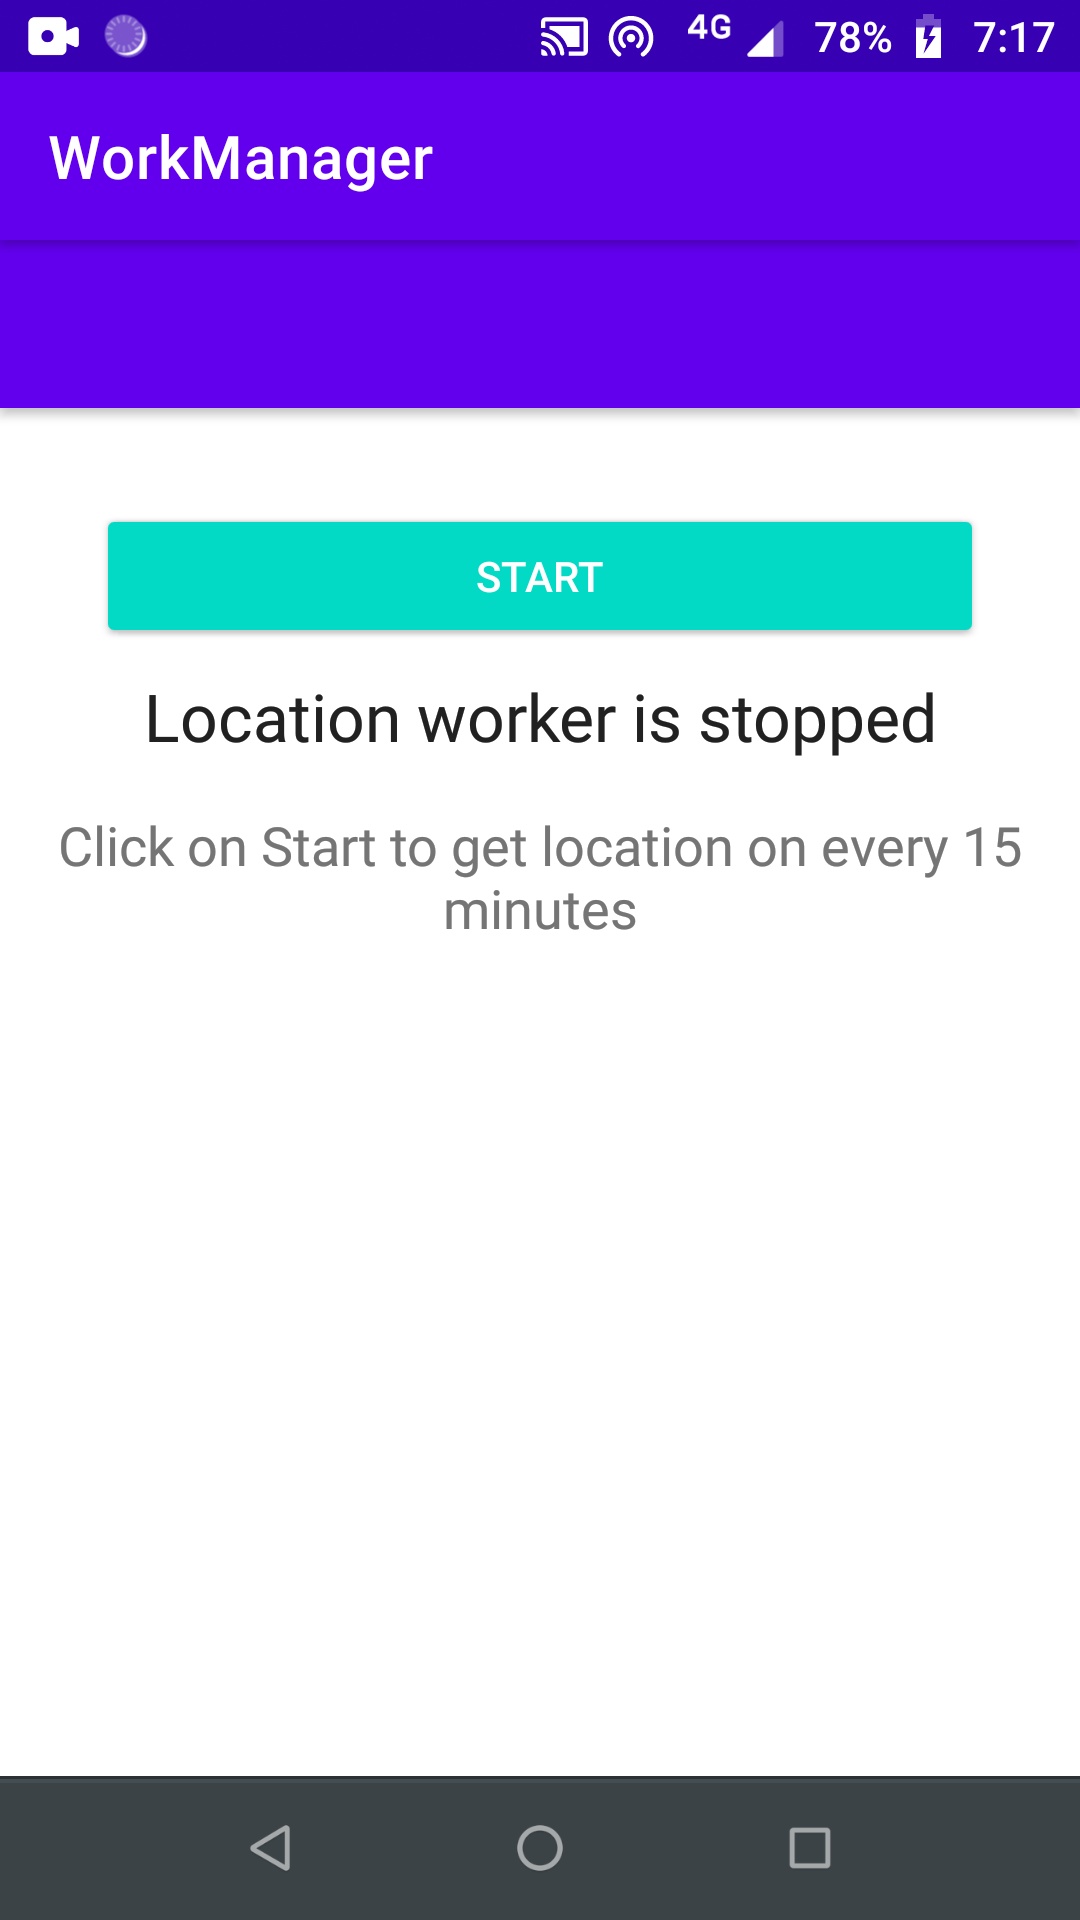 4G 78% 7:17
WorkManager
START
Location worker is stopped
Click on Start to get location on every 15
minutes